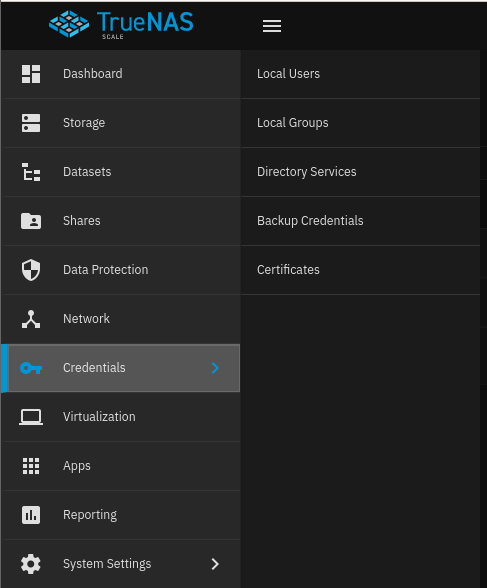 TrueNAS
SCALE
Dashboard
Storage
Datasets
Shares
Data Protection
Network
Credentials
Virtualization
Apps
Reporting
System Settings
Local Users
Local Groups
Directory Services
Backup Credentials
Certificates